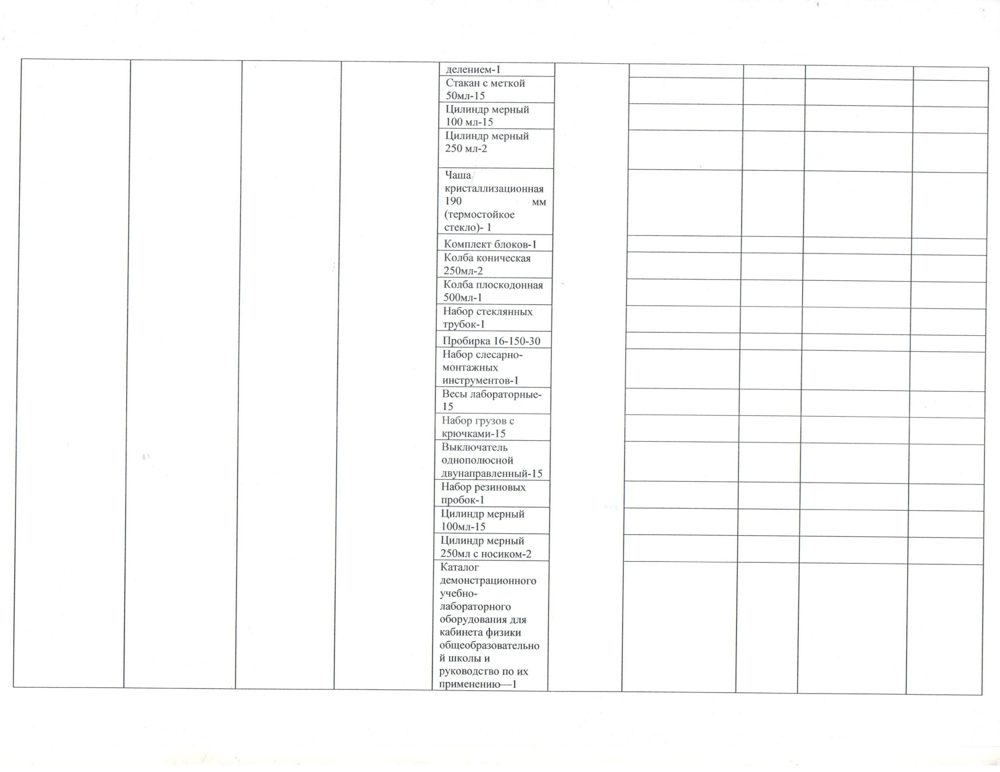 делением-1
Стакан с меткой
50мл-15
Цилиндр мерный
100 мл-15
Цилиндр мерный
250 мл-2
Чаша
кристаллизационная
190 мм
(термостойкое
стекло)- 1
Комплект блоков-1
Колба коническая
250мл-2
Колба плоскодонная
500мл-1
Набор стеклянных
трубок-1
Пробирка 16-150-30
Набор слесарно-
монтажных
инструментов-1
Весы лабораторные-
15
Набор грузов с
крючками-15
Выключатель
однополюсной
двунаправленный-15
Набор резиновых
пробок-1
Цилиндр мерный
100мл-15
Цилиндр мерный
250мл с носиком-2
Каталог
демонстрационного
учебно-
лабораторного
оборудования для
кабинета физики
общеобразовательно
й школы и
руководство по их
применению—1